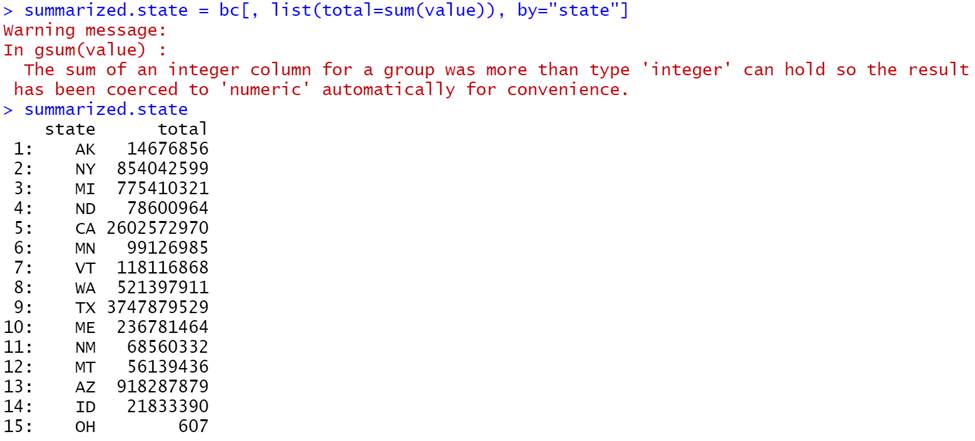 > summarized.state = bc[, list(total=sum(value)), by="state"]
Warning message:
In gsum(value) :
  The sum of an integer column for a group was more than type 'integer' can hold so the result
 has been coerced to 'numeric' automatically for convenience.
> summarized.state
    state      total
 1:    AK   14676856
 2:    NY  854042599
 3:    MI  775410321
 4:    ND   78600964
 5:    CA 2602572970
 6:    MN   99126985
 7:    VT  118116868
 8:    WA  521397911
 9:    TX 3747879529
10:    ME  236781464
11:    NM   68560332
12:    MT   56139436
13:    AZ  918287879
14:    ID   21833390
15:    OH        607